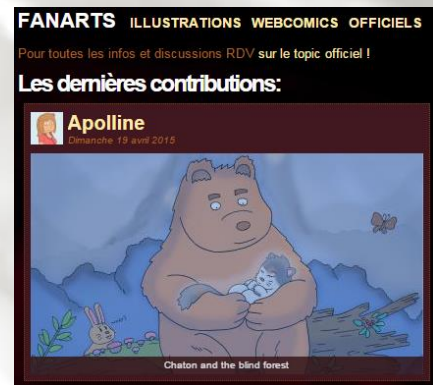 FANARTS ILLUSTRATIONS WEBCOMICS OFFICIELS
Pour toutes les infos et discussions RDV sur le topic officiel !
Les dernières contributions:
Apolline
Dimanche 19 avril 2015
Chaton and the blind forest